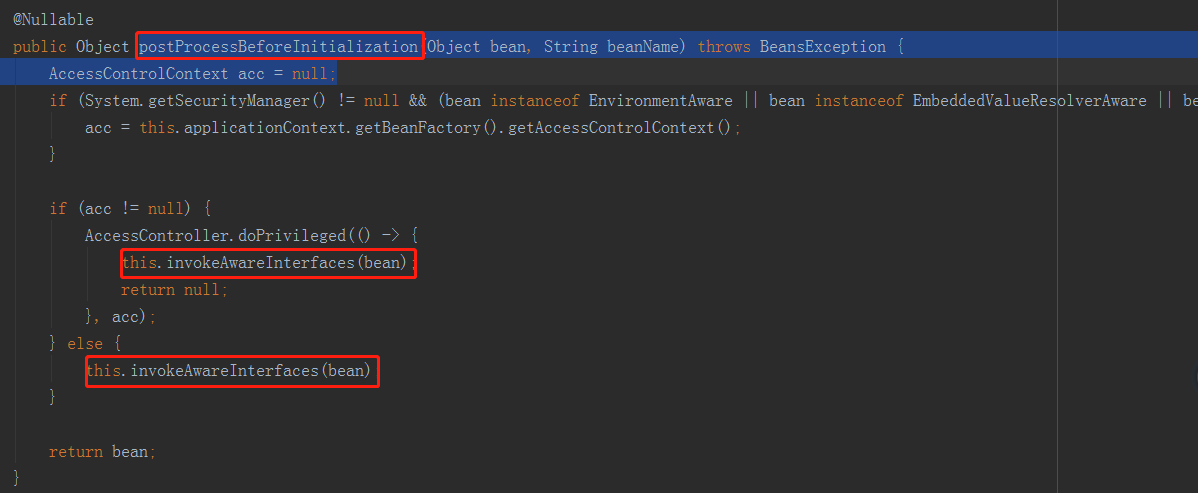 @Nullable
public Object postProcessBeforeInitialization(Object bean, String beanName) throws BeansException {
AccessControlContext acc = null;
if (System.getSecurityManager() != null && (bean instanceof EnvironmentAware || bean instanceof EmbeddedValueResolverAware || be
acc = this.applicationContext.getBeanFactory().getAccessControlContext();
}
if (acc != null) {
AccessController.doPrivileged(() -> {
this.invokeAwareInterfaces(bean);
return null;
}, acc);
} else {
this.invokeAwareInterfaces(bean)
}
return bean;
}